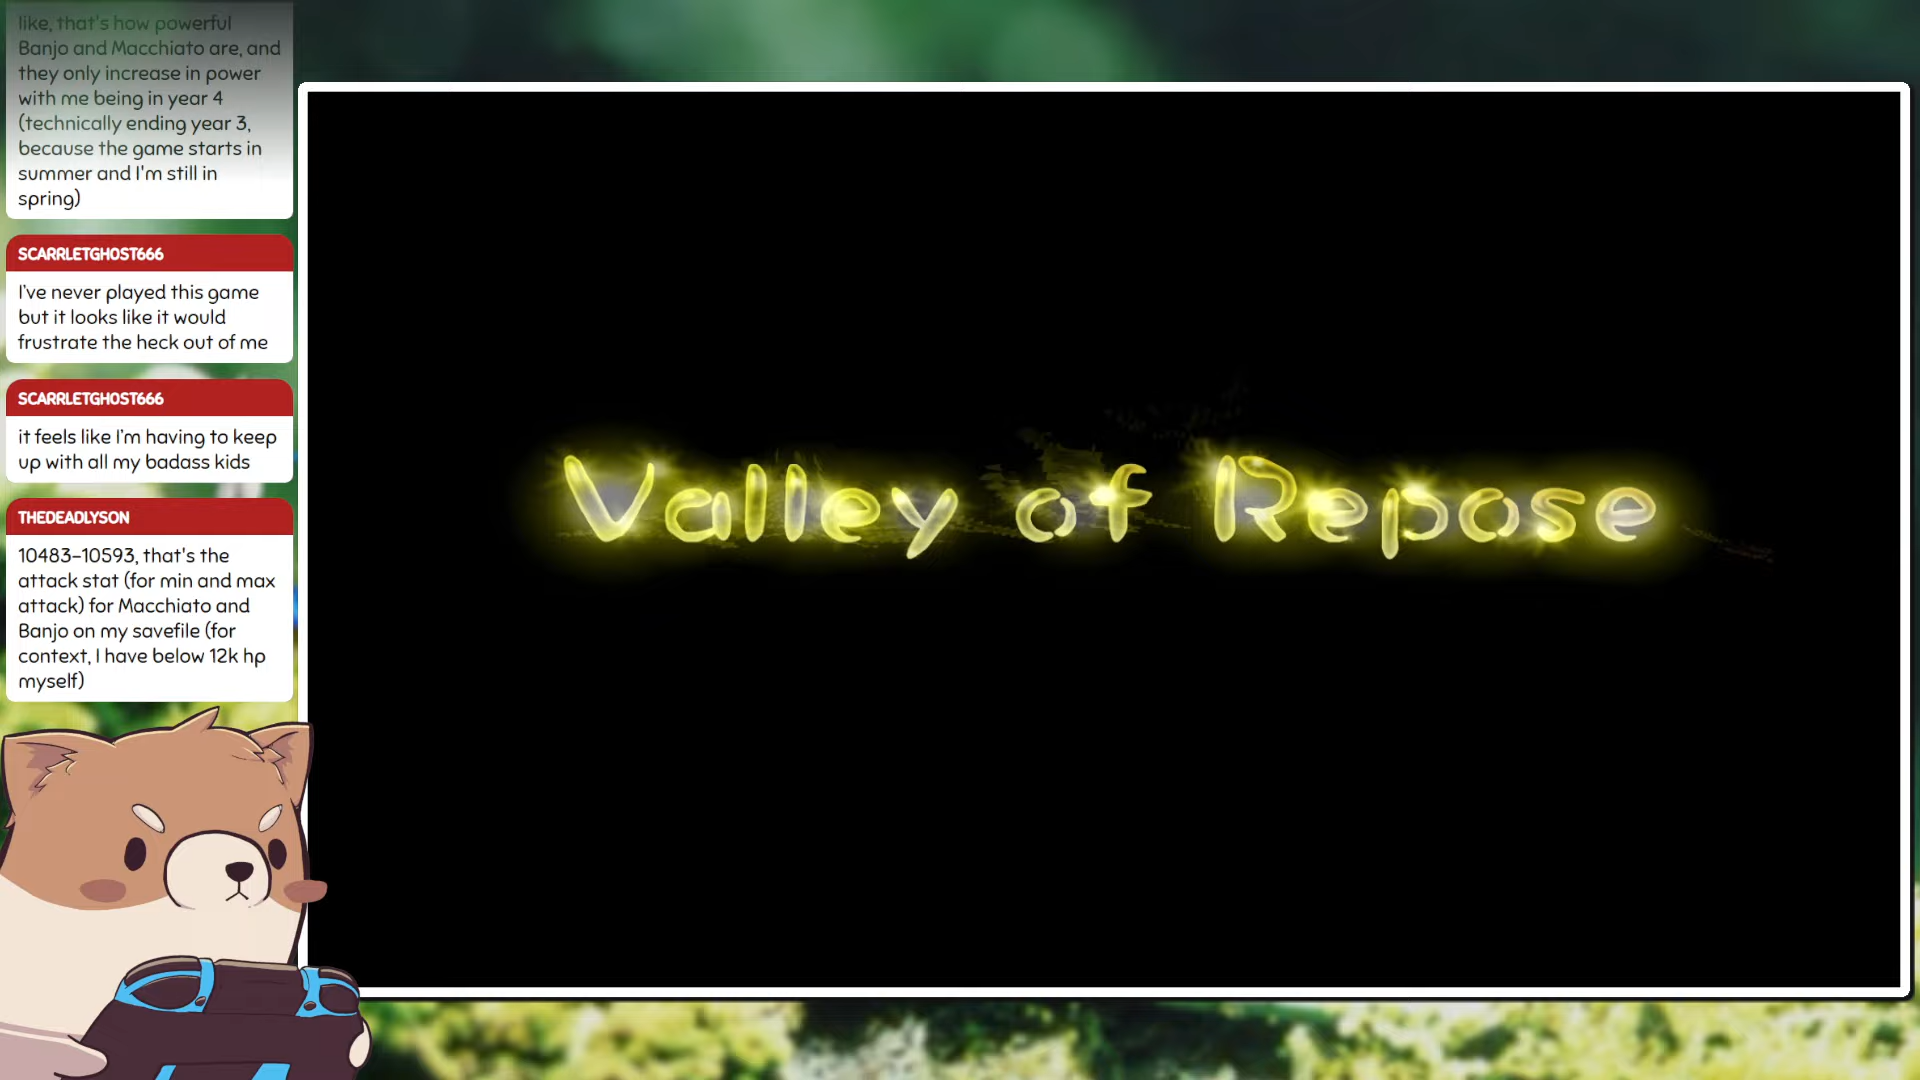 like, that's how powerful
Banjo and Macchiato are, and
they only increase in power
with me being in year 4
(technically ending year 3,
because the game starts in
summer and I'm still in
spring)
SCARRLETGHOST666
I've never played this game
but it looks like it would
frustrate the heck out of me
SCARRLETGHOST666
it feels like I'm having to keep
up with all my badass kids
THEDEADLYSON
10483-10593, that's the
attack stat (for min and max
attack) for Macchiato and
Banjo on my savefile (for
context, I have below 12k hp
myself)
Valley of Repose